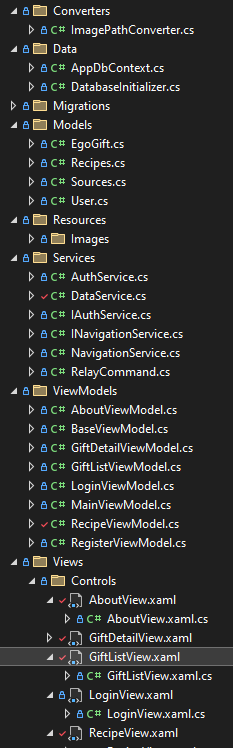 Converters
C# ImagePathConverter.cs
Data
C# AppDbContext.cs
C# DatabaseInitializer.cs
Migrations
Models
C# EgoGift.cs
C# Recipes.cs
C# Sources.cs
C# User.cs
Resources
Images
Services
C# AuthService.cs
C# DataService.cs
C# IAuthService.cs
C# INavigationService.cs
C# NavigationService.cs
C# RelayCommand.cs
ViewModels
C# AboutViewModel.cs
C# BaseViewModel.cs
C# GiftDetailViewModel.cs
C# GiftListViewModel.cs
C# LoginViewModel.cs
C# MainViewModel.cs
C# RecipeViewModel.cs
C# RegisterViewModel.cs
Views
Controls
AboutView.xaml
C# AboutView.xaml.cs
GiftDetailView.xaml
GiftListView.xaml
C# GiftListView.xaml.cs
LoginView.xaml
C# LoginView.xaml.cs
RecipeView.xaml